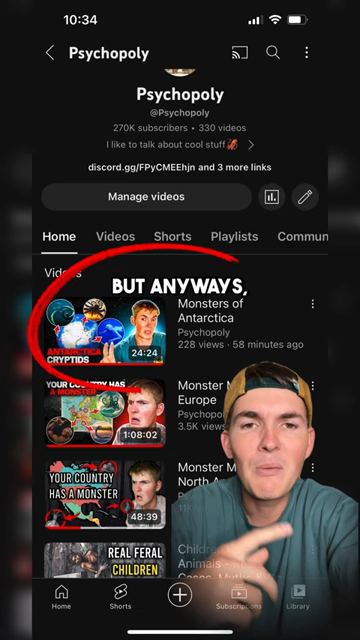 10:34
Psychopoly
Psychopoly
@Psychopoly
270K subscribers • 330 videos
I like to talk about cool stuff🦑
discord.gg/FPyCMEEhjn and 3 more links
Manage videos
Home
Videos
Shorts
Playlists
Commun
Videos
BUT ANYWAYS,
Monsters of
Antarctica
Psychopoly
228 views · 58 minutes ago
ANTARCTICA
CRYPTIDS
24:24
YOUR COUNTRY HAS
A MONSTER
1:08:02
Monster M
Europe
Psychopo
3.5K
YOUR COUNTRY
HAS A MONSTER
48:39
Monster M
North A
REAL FERAL
CHILDREN
Animals
Home
Shorts
Subscriptions
Library